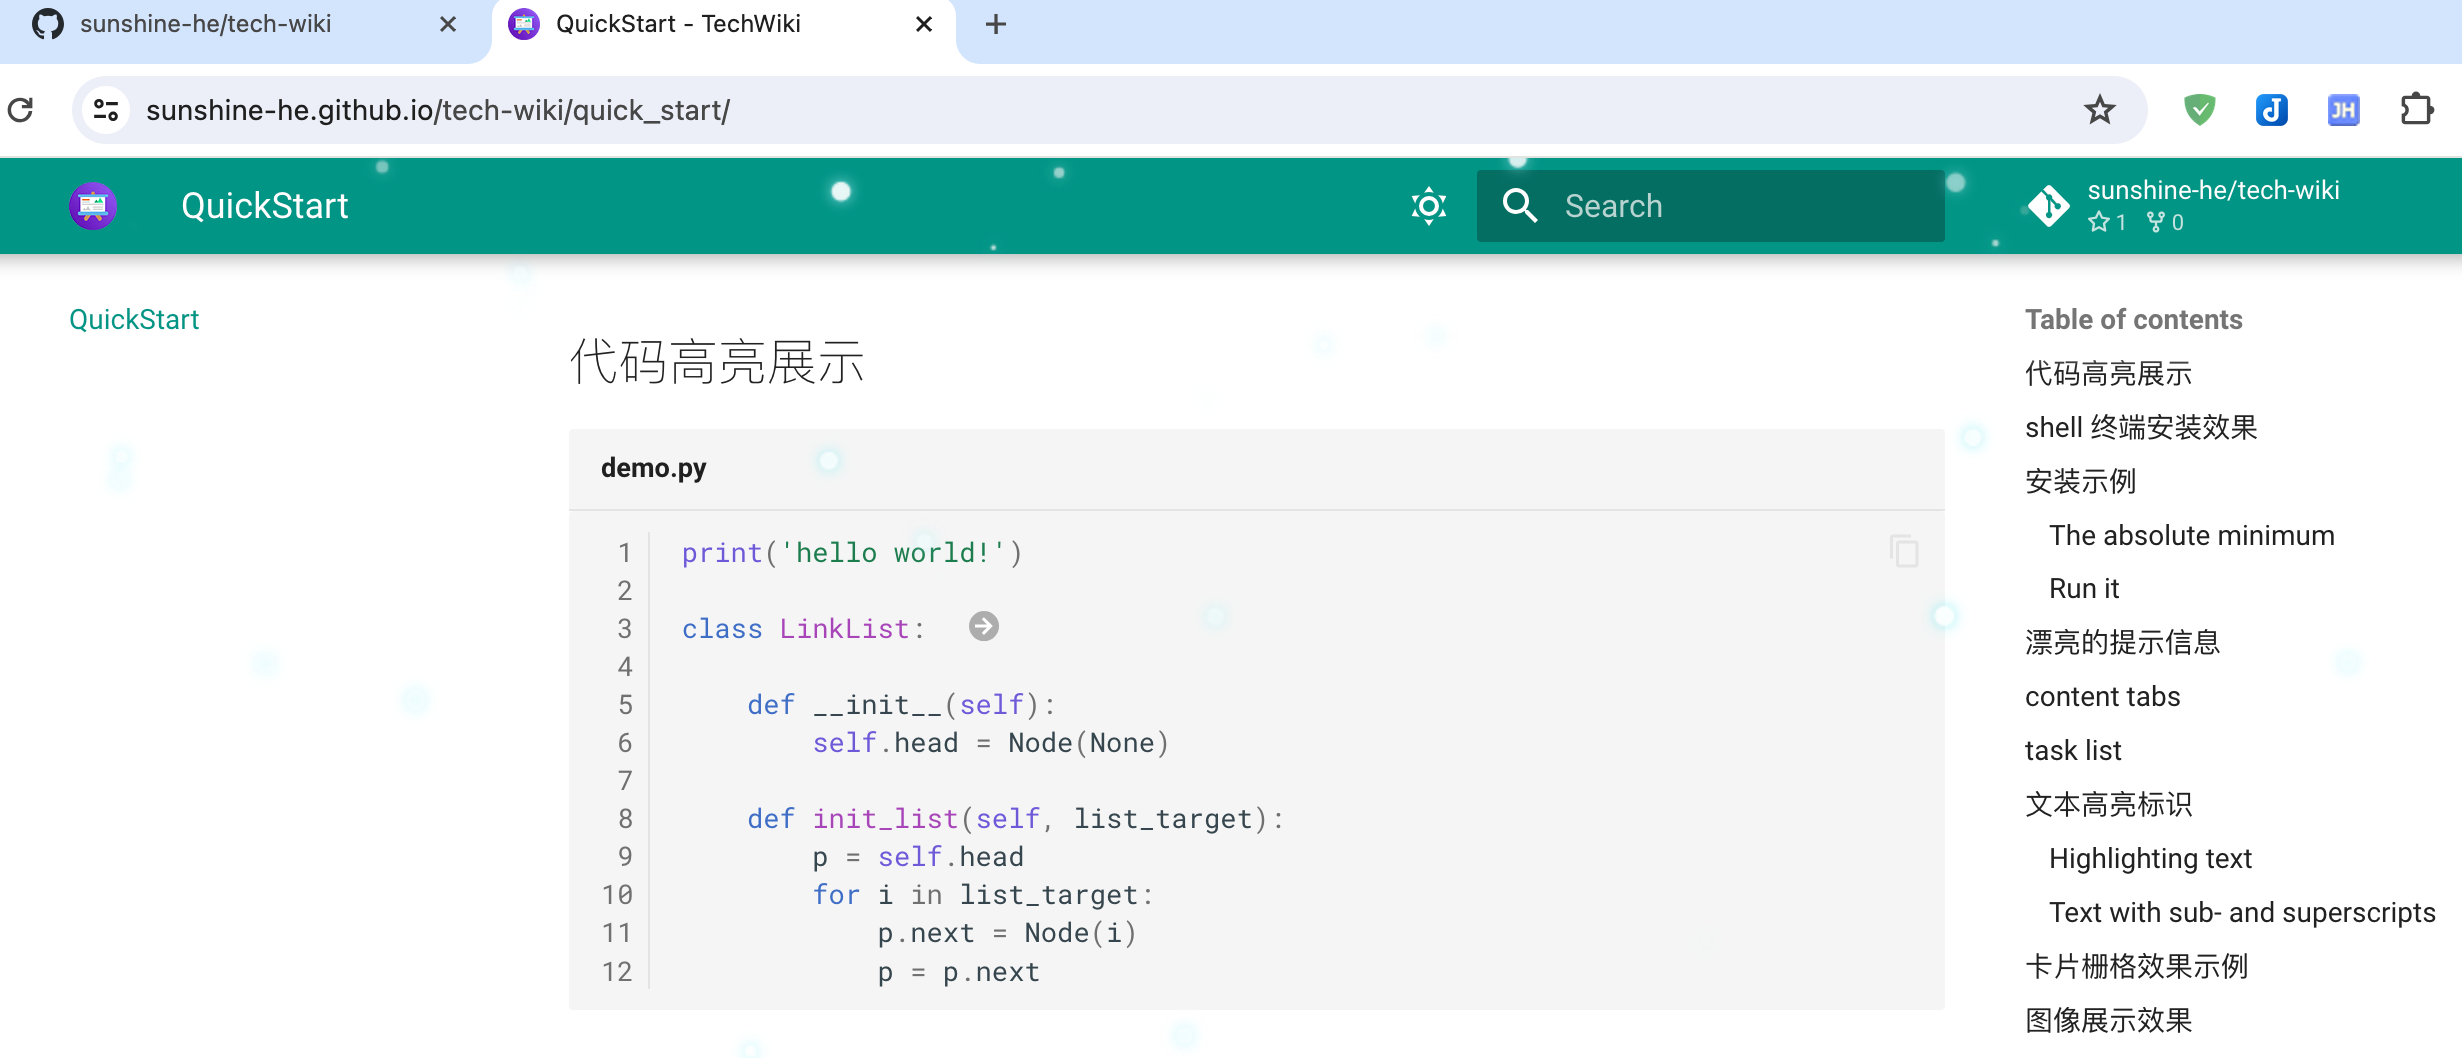 sunshine-he/tech-wiki
QuickStart - TechWiki
sunshine-he.github.io/tech-wiki/quick_start/
JH
QuickStart
Search
sunshine-he/tech-wiki
1 0
QuickStart
代码高亮展示
demo.py
1 print('hello world!')
2
3 class LinkList:
4
5 def __init__(self):
6 self.head = Node(None)
7
8 def init_list(self, list_target):
9 p = self.head
10 for i in list_target:
11 p.next = Node(i)
12 p = p.next
Table of contents
代码高亮展示
shell 终端安装效果
安装示例
The absolute minimum
Run it
漂亮的提示信息
content tabs
task list
文本高亮标识
Highlighting text
Text with sub- and superscripts
卡片栅格效果示例
图像展示效果